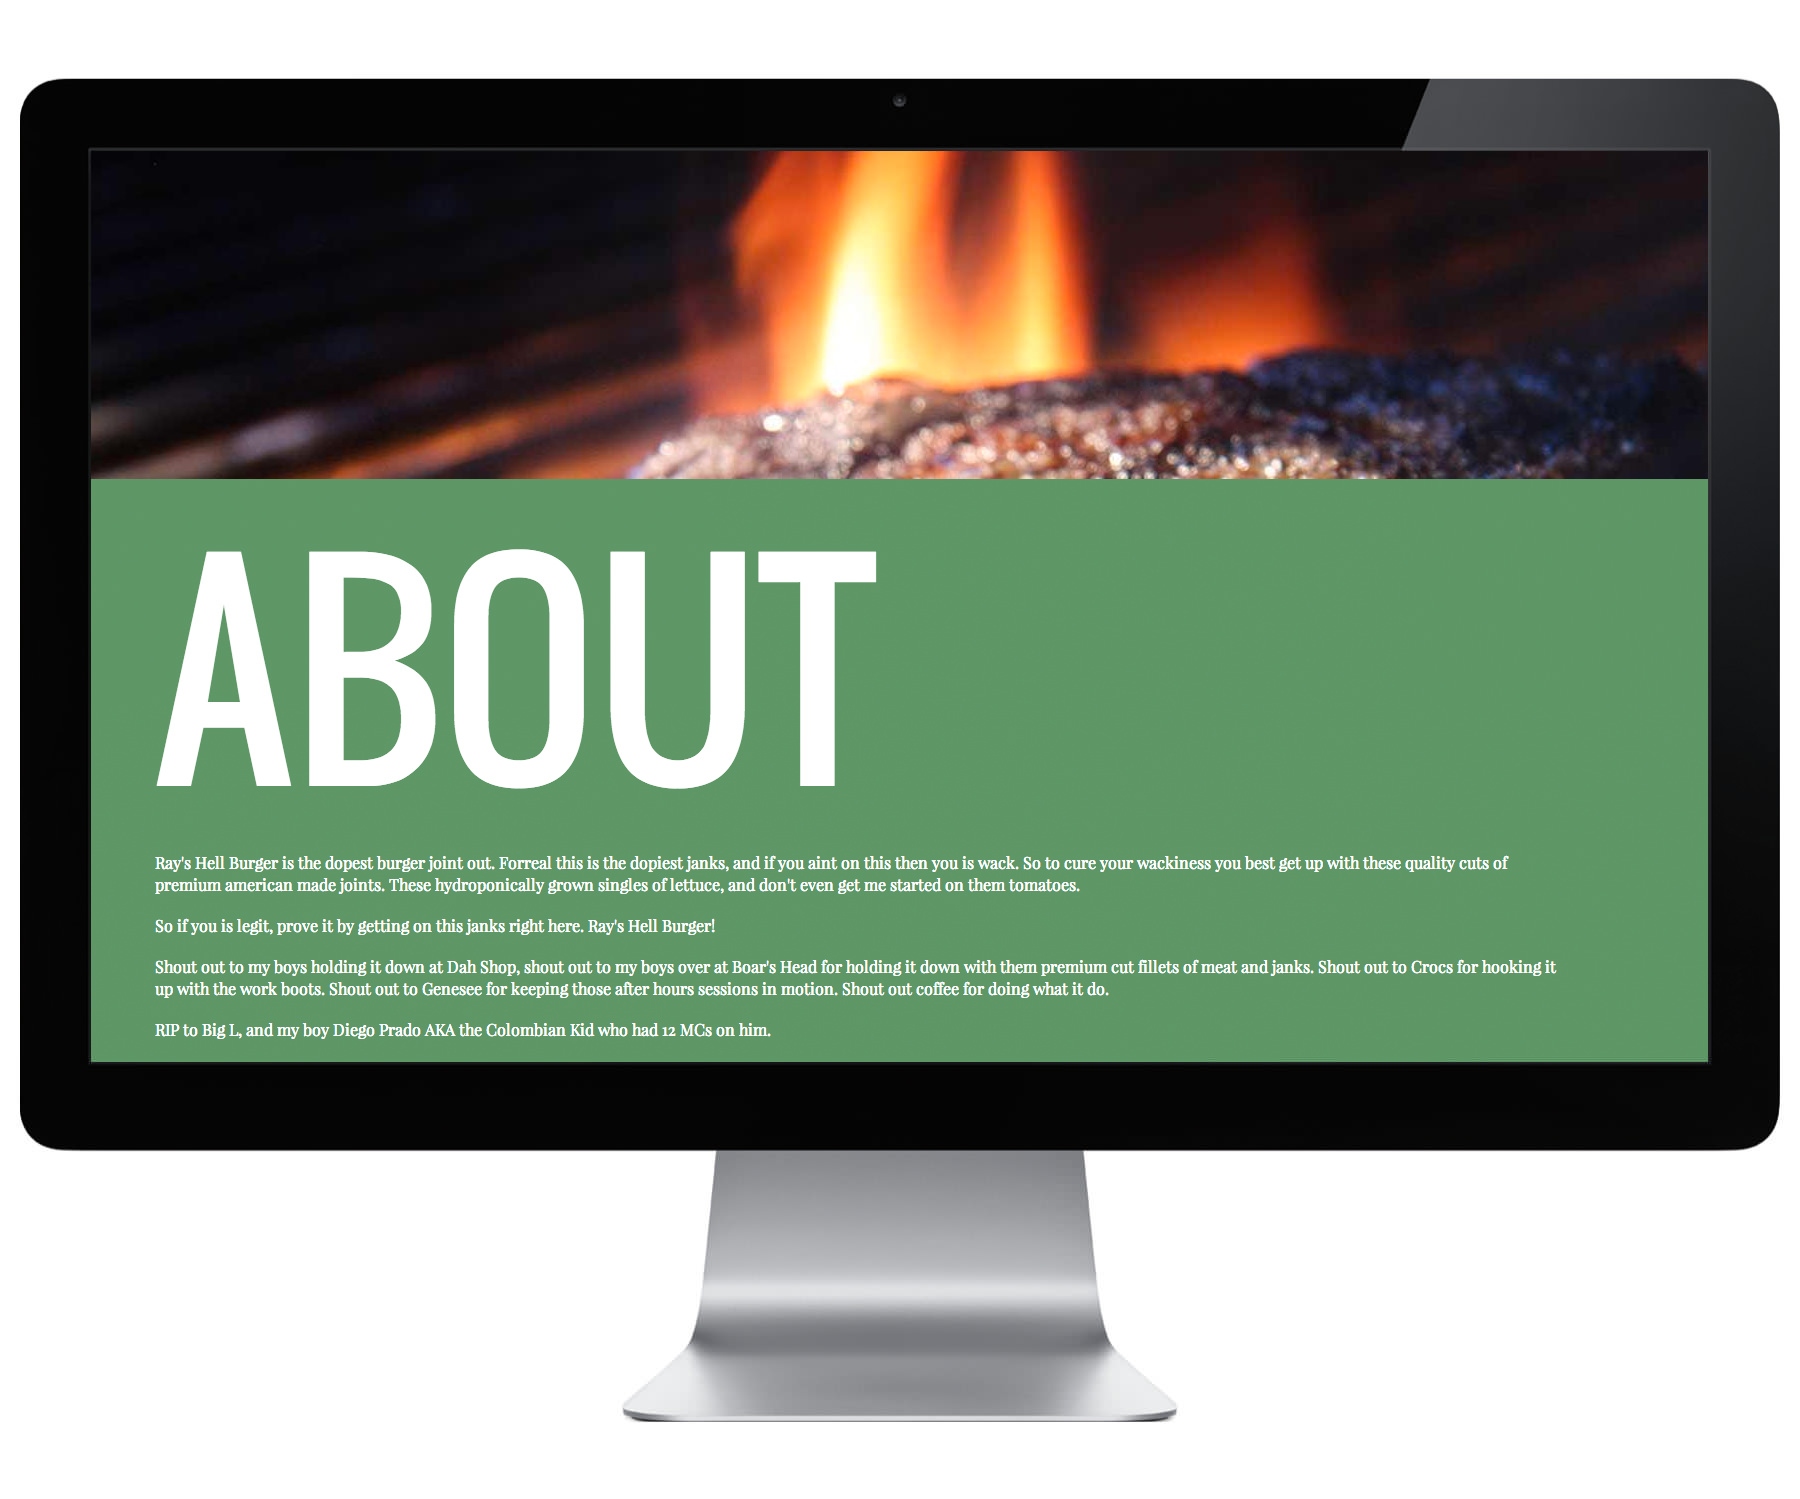 ABOUT
Ray's Hell Burger is the dopest burger joint out. Forreal this is the dopiest janks, and if you aint on this then you is wack. So to cure your wackiness you best get up with these quality cuts of
premium american made joints. These hydroponically grown singles of lettuce, and don't even get me started on them tomatoes.
So if you is legit, prove it by getting on this janks right here. Ray's Hell Burger!
Shout out to my boys holding it down at Dah Shop, shout out to my boys over at Boar's Head for holding it down with them premium cut fillets of meat and janks. Shout out to Crocs for hooking it
up with the work boots. Shout out to Genesee for keeping those after hours sessions in motion. Shout out coffee for doing what it do.
RIP to Big L, and my boy Diego Prado AKA the Colombian Kid who had 12 MCs on him.